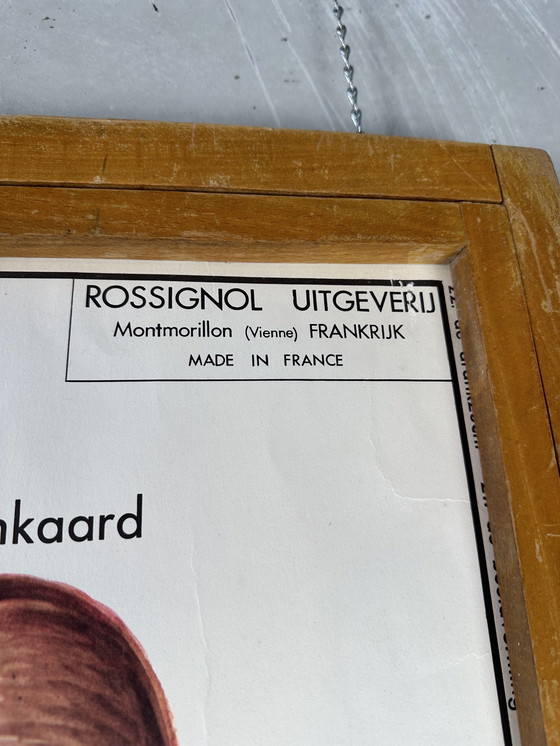 ROSSIGNOL UITGEVERIJ
Montmorillon (Vienne) FRANKRIJK
MADE IN FRANCE
nkaard